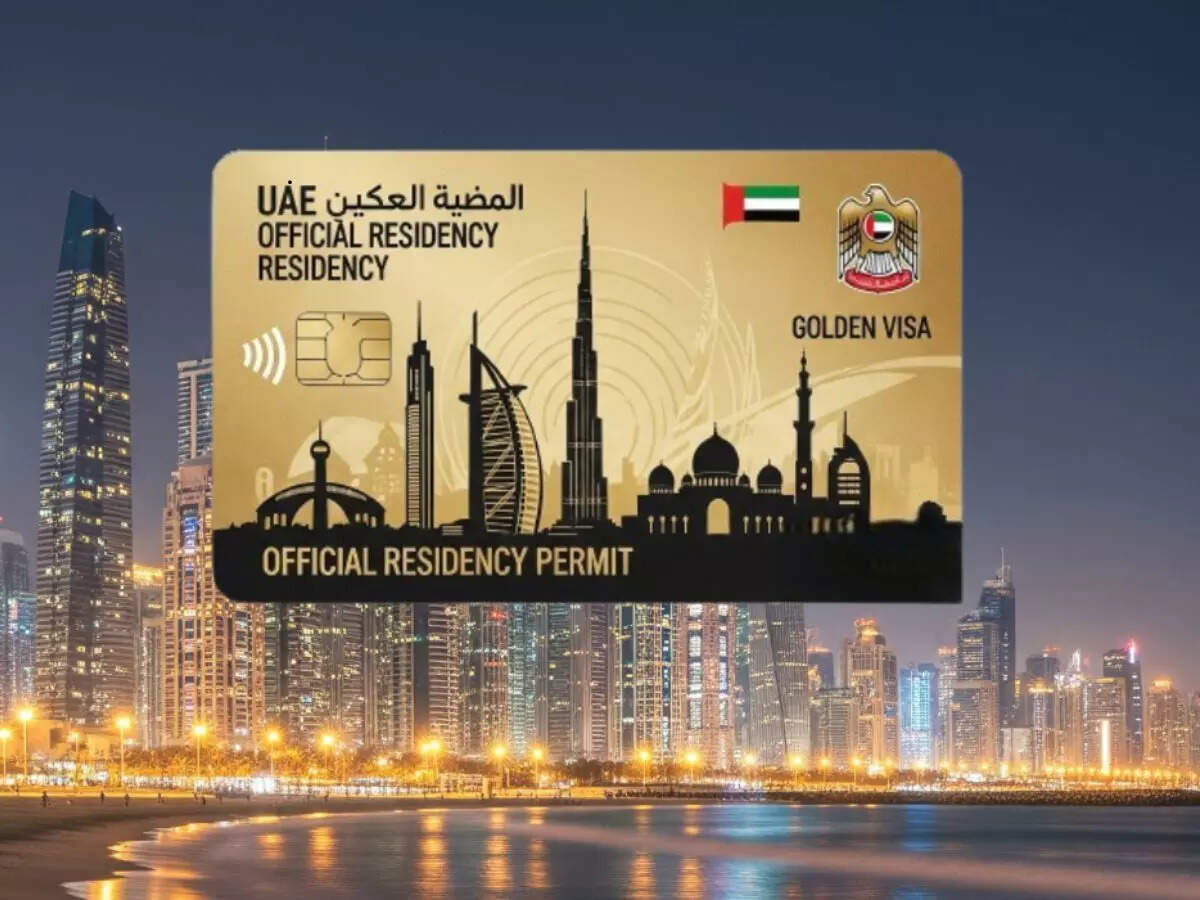 UAE المضية العكين
OFFICIAL RESIDENCY
RESIDENCY
GOLDEN VISA
OFFICIAL RESIDENCY PERMIT